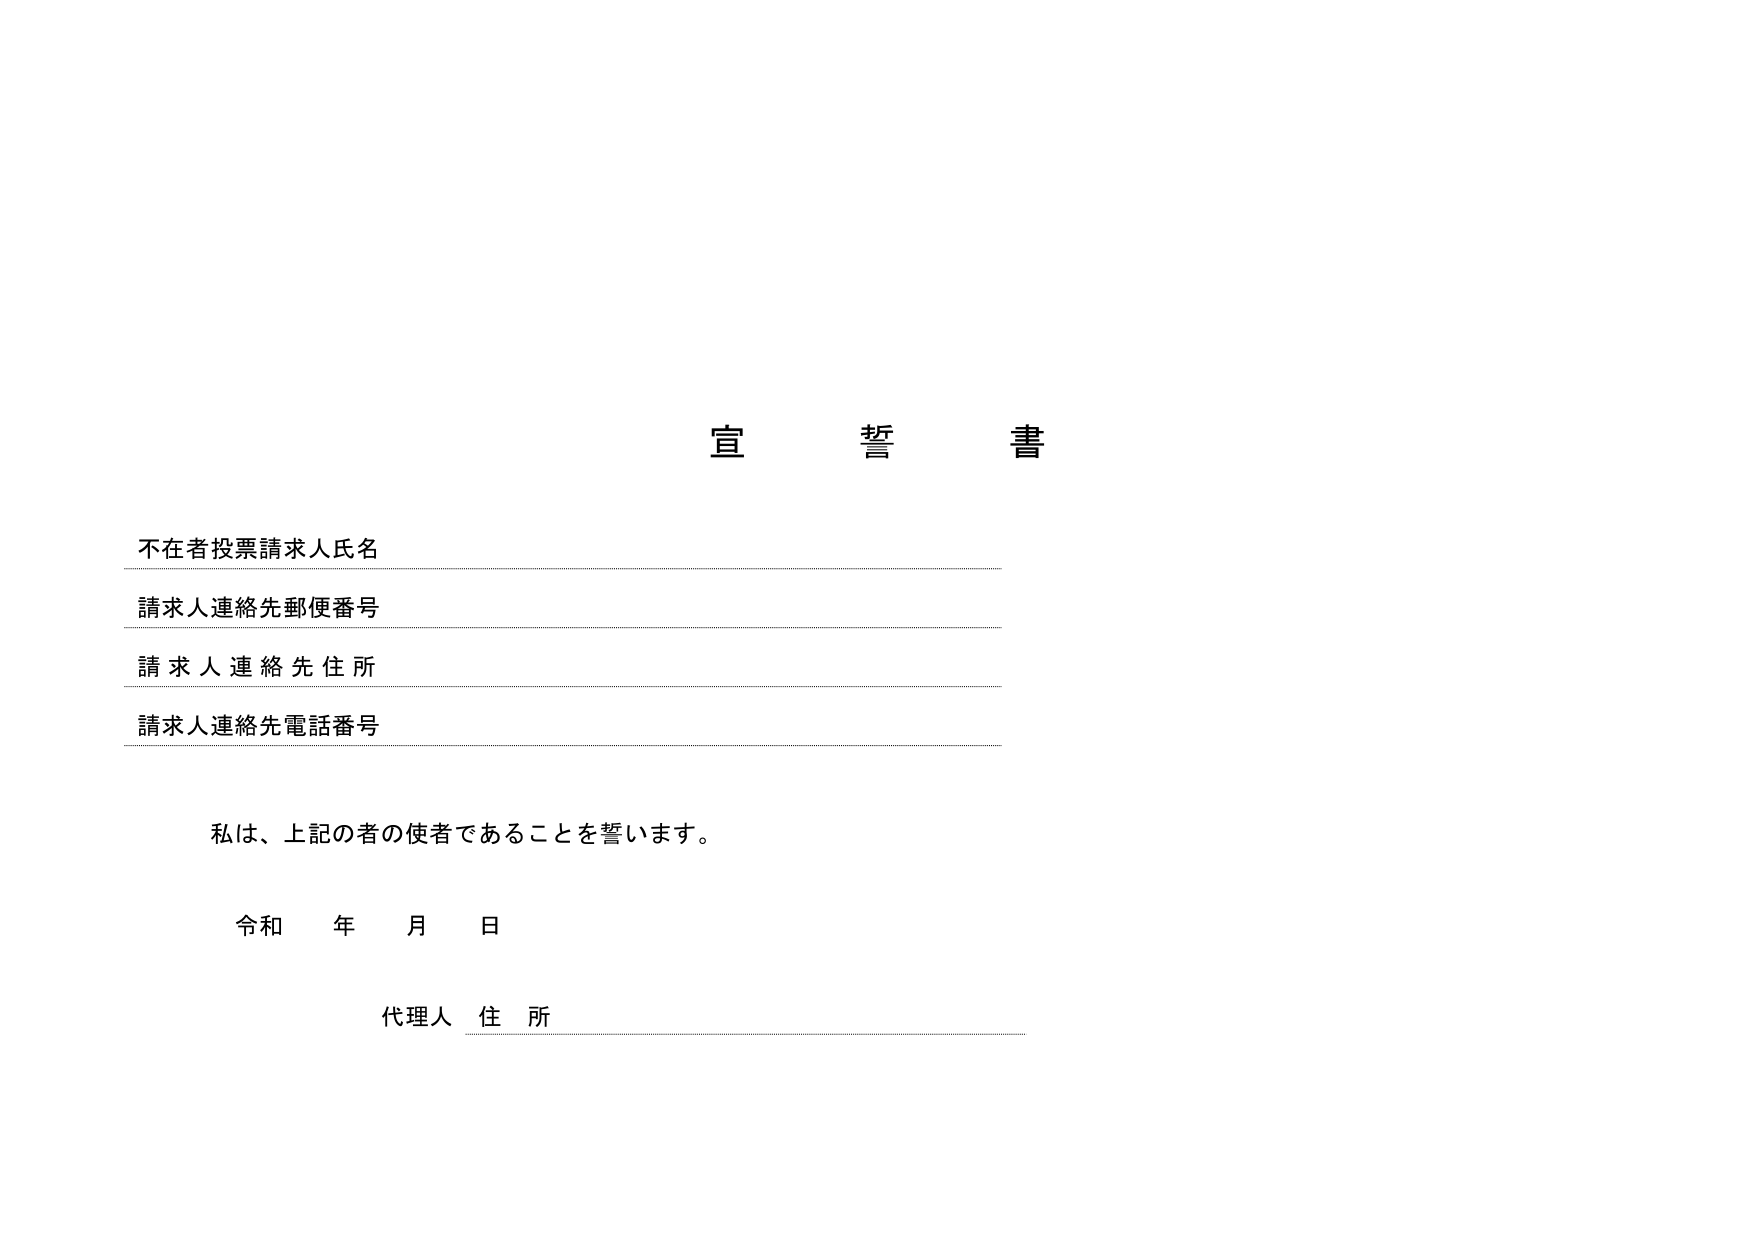 宣　誓　書
不在者投票請求人氏名
請求人連絡先郵便番号
請求人連絡先住所
請求人連絡先電話番号
私は、上記の者の使者であることを誓います。
令和　　年　　月　　日
代理人　住　所